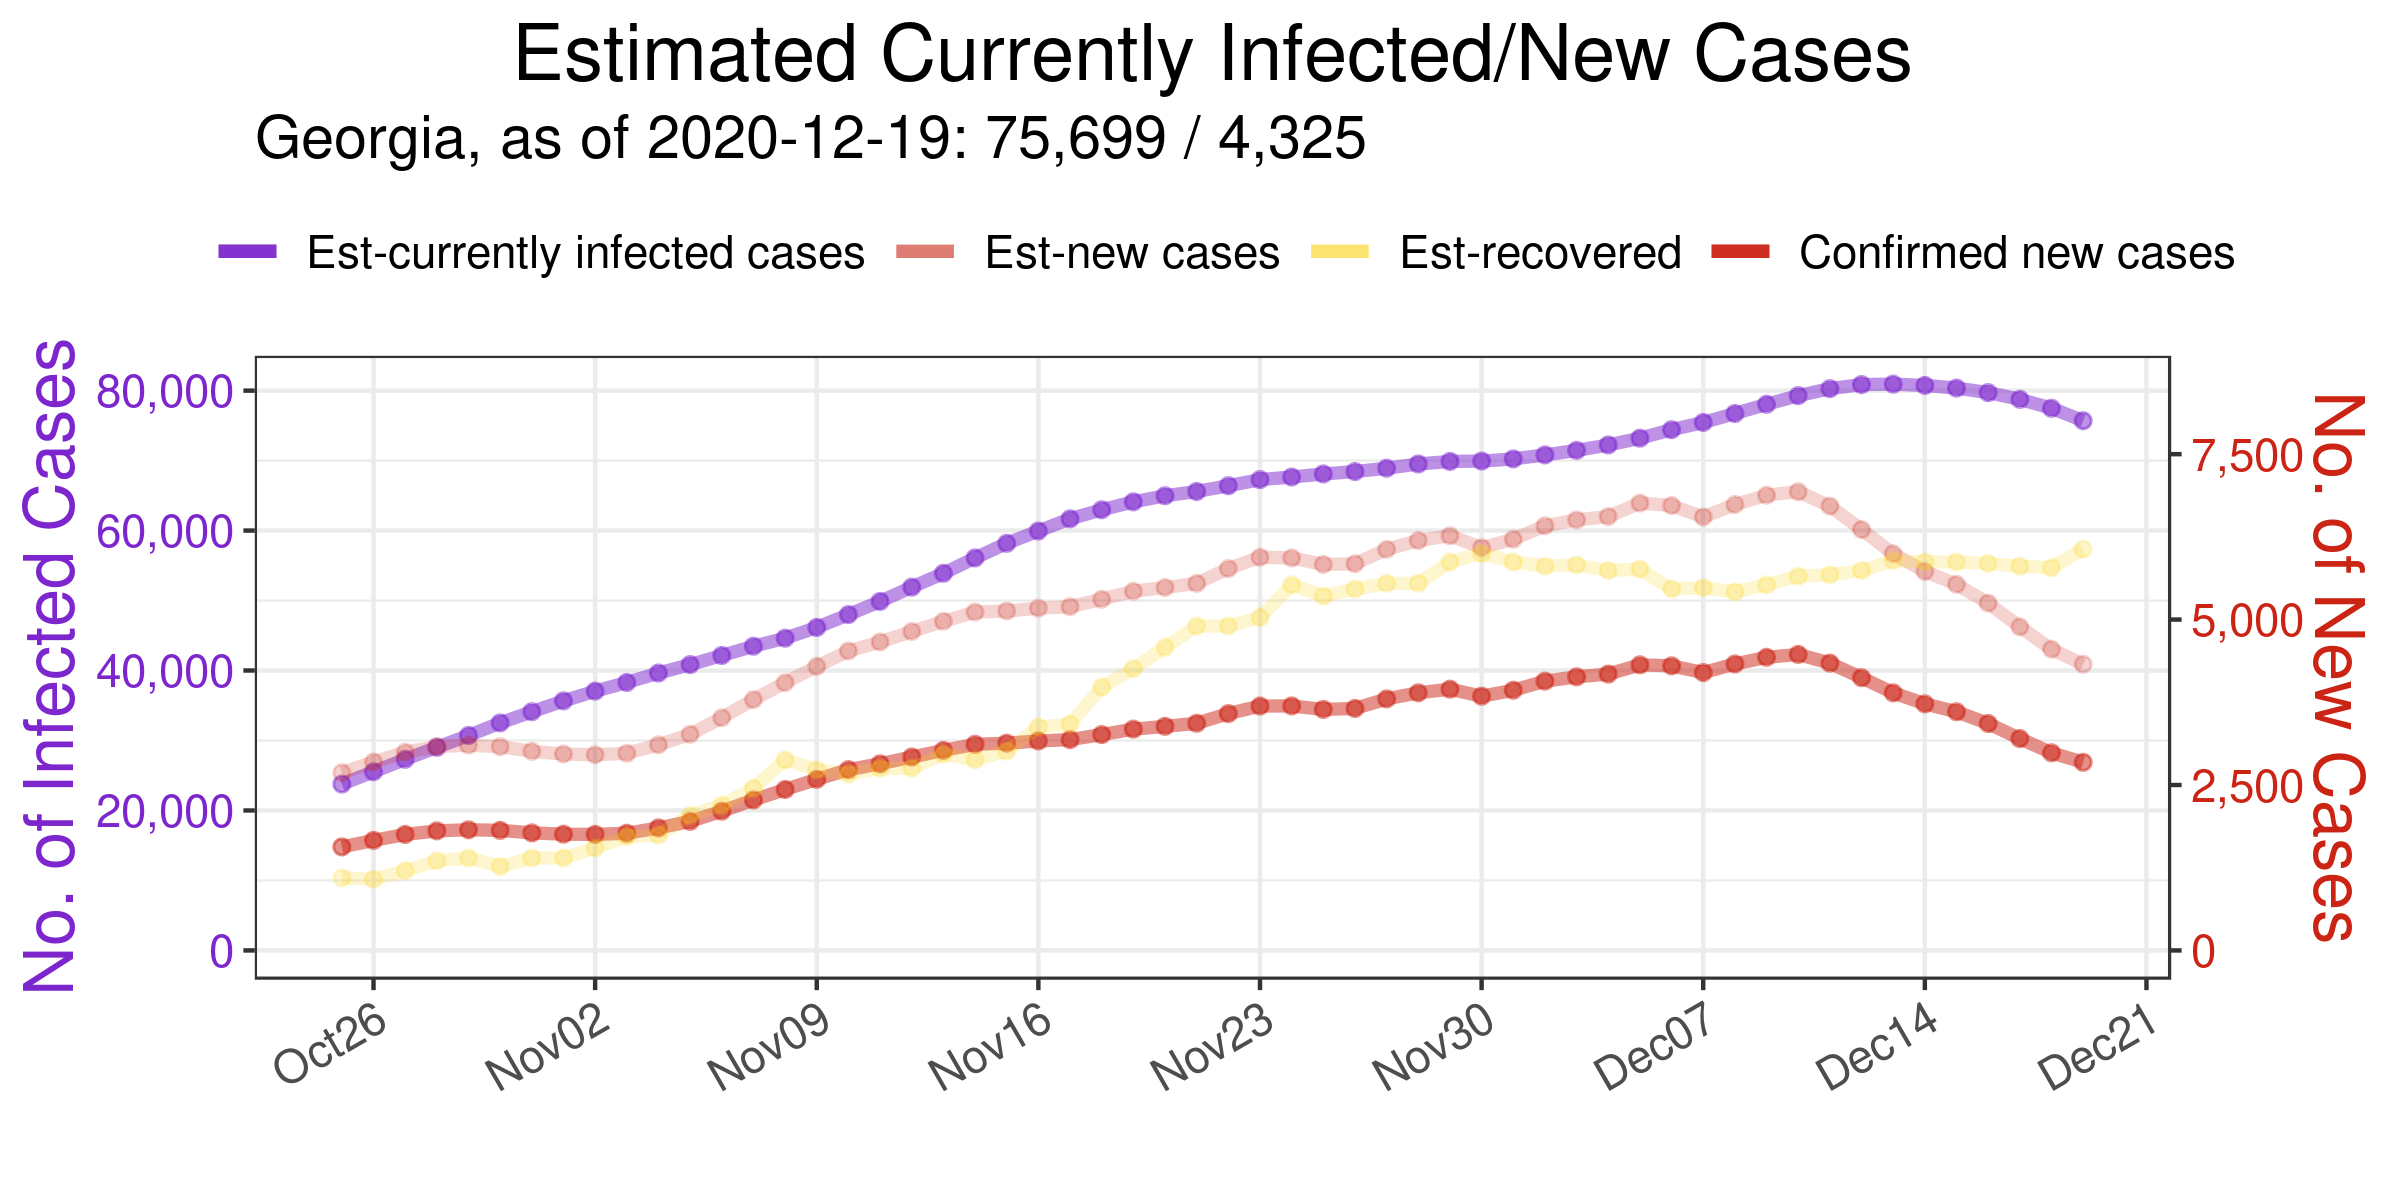 Estimated Currently Infected/New Cases
Georgia, as of 2020-12-19: 75,699 / 4,325
Est-currently infected cases Est-new cases Est-recovered Confirmed new cases
No. of Infected Cases
80,000
60,000
40,000
20,000
0
7,500
5,000
2,500
0
No. of New Cases
Oct26 Nov02 Nov09 Nov16 Nov23 Nov30 Dec07 Dec14 Dec21